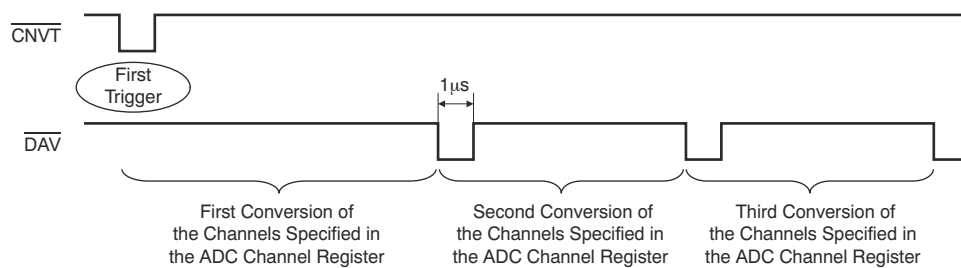 CNVT
First
Trigger
1μs
DAV
First Conversion of
the Channels Specified in
the ADC Channel Register
Second Conversion of
the Channels Specified in
the ADC Channel Register
Third Conversion of
the Channels Specified in
the ADC Channel Register